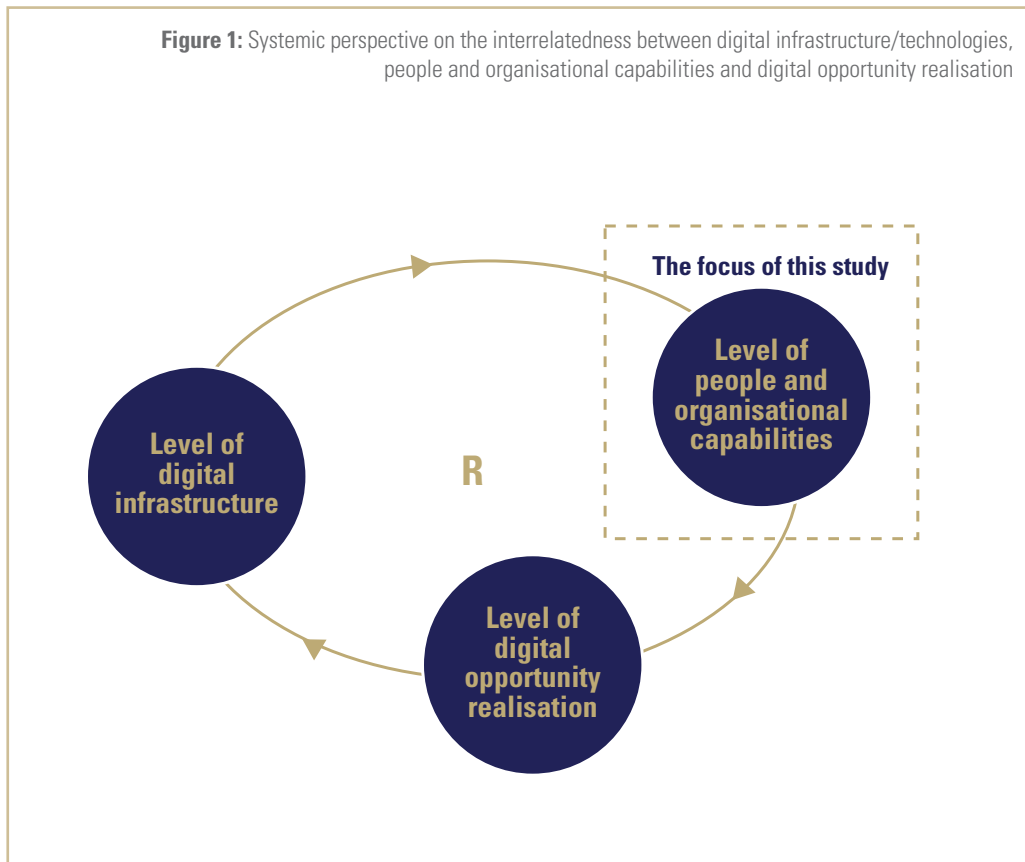 Figure 1: Systemic perspective on the interrelatedness between digital infrastructure/technologies,
people and organisational capabilities and digital opportunity realisation
The focus of this study
Level of
people and
organisational
capabilities
Level of
digital
infrastructure
R
Level of
digital
opportunity
realisation